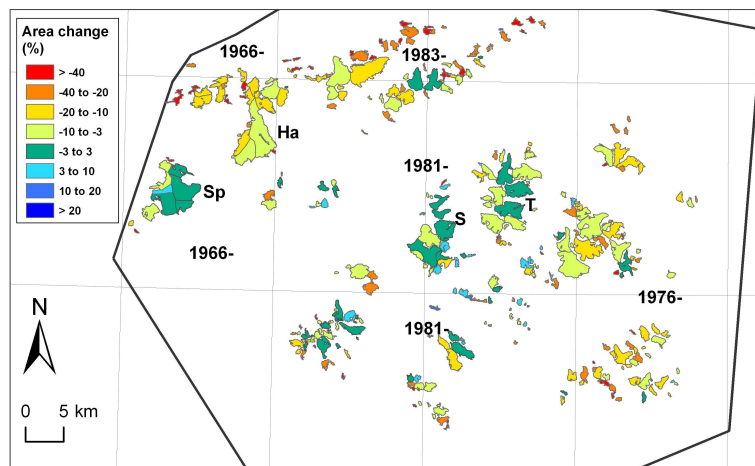 Area change
(%)
> -40
-40 to -20
-20 to -10
-10 to -3
-3 to 3
3 to 10
10 to 20
> 20
1966-
1983-
Ha
1981-
Sp
S
T
1966-
1976-
1981-
N
0 5 km